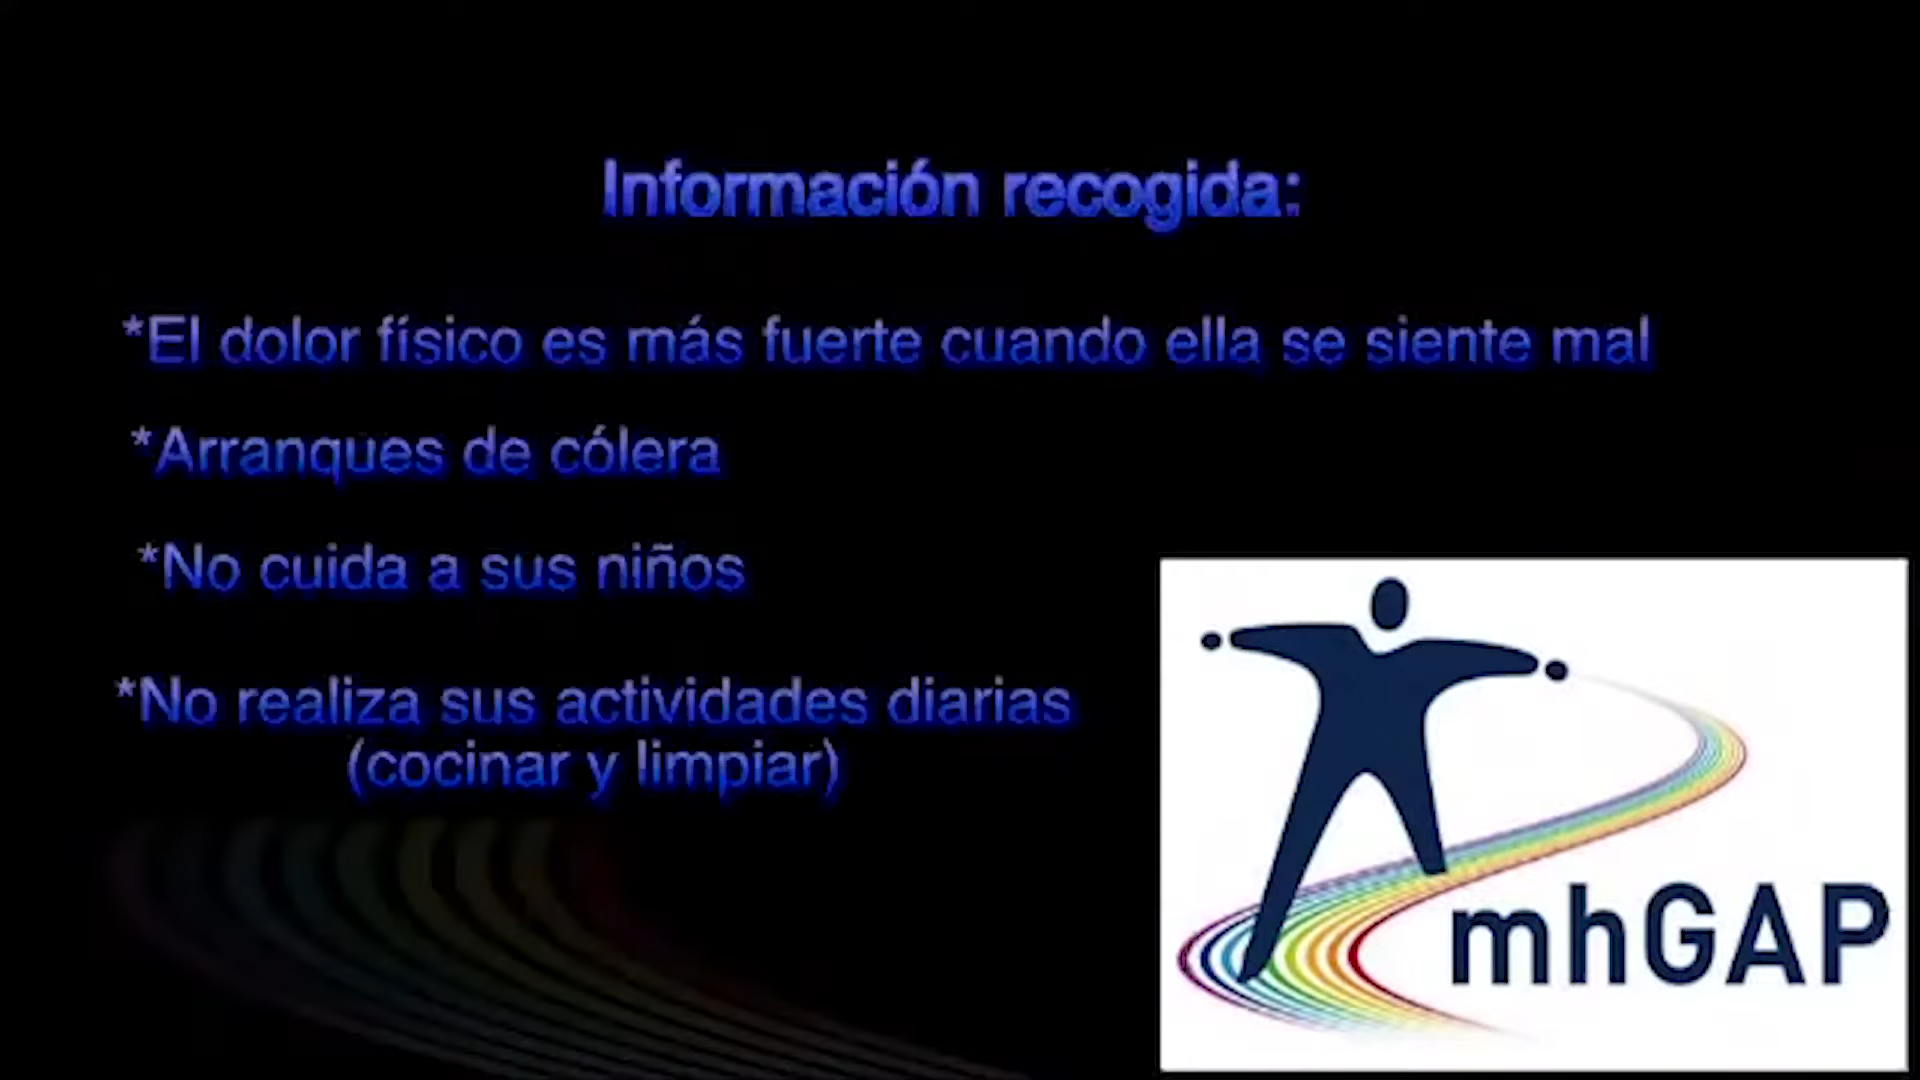 Información recogida:
*El dolor físico es más fuerte cuando ella se siente mal
*Arranques de cólera
*No cuida a sus niños
*No realiza sus actividades diarias
(cocinar y limpiar)
mhGAP